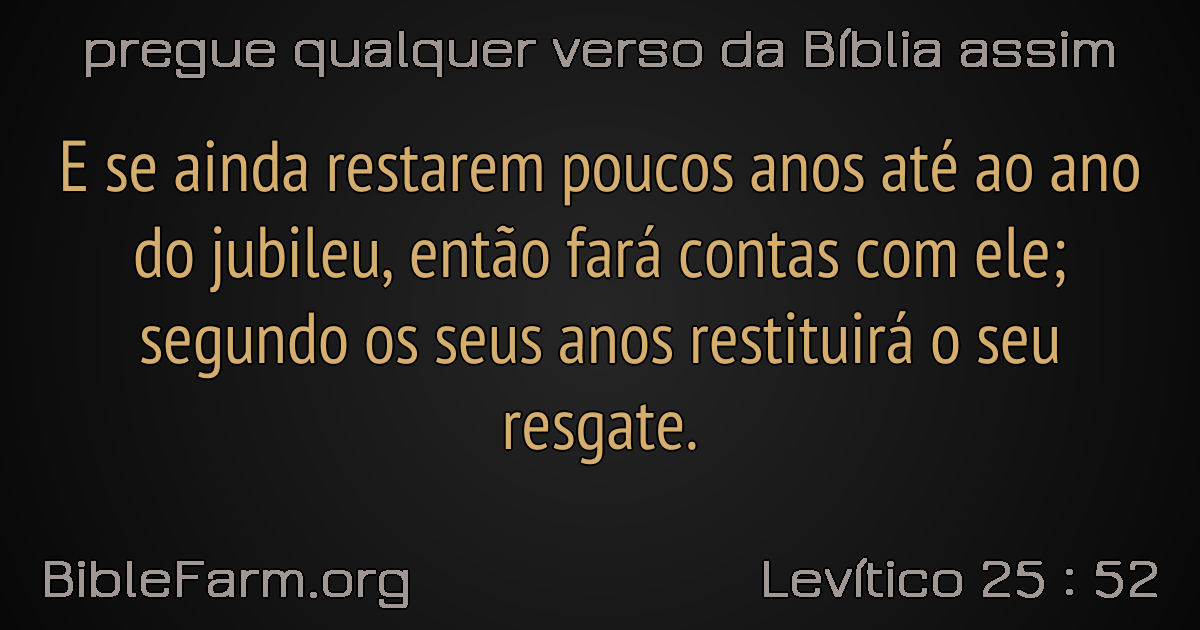 pregue qualquer verso da Bíblia assim
E se ainda restarem poucos anos até ao ano
do jubileu, então fará contas com ele;
segundo os seus anos restituirá o seu
resgate.
BibleFarm.org
Levítico 25 : 52